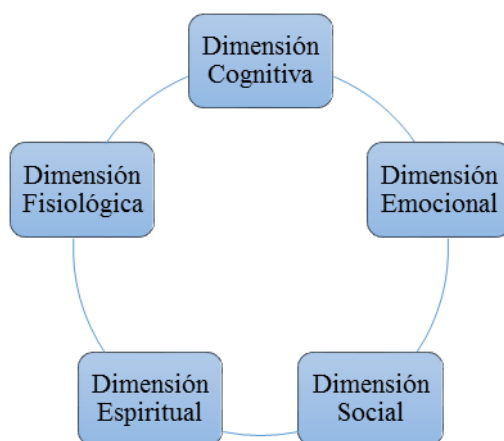 Dimensión
Cognitiva
Dimensión
Emocional
Dimensión
Social
Dimensión
Espiritual
Dimensión
Fisiológica